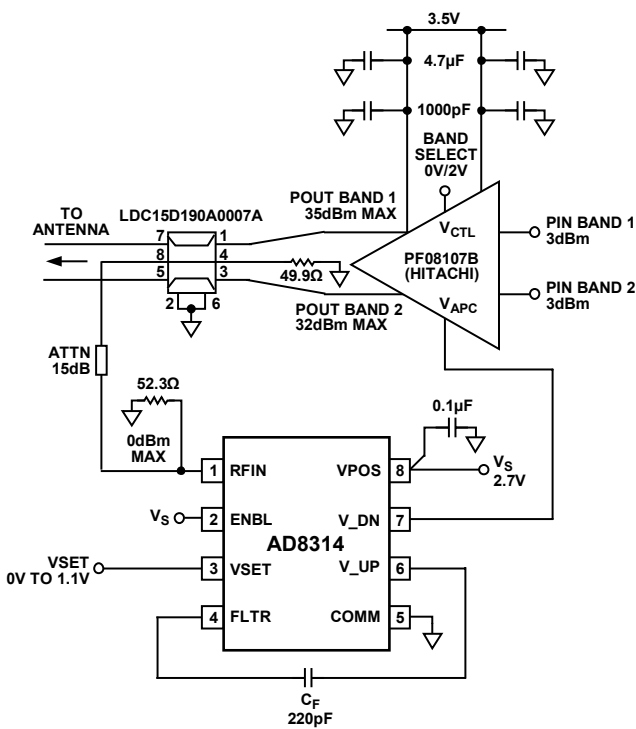 3.5V
4.7µF
1000pF
BAND
SELECT
0V/2V
TO
ANTENNA
LDC15D190A0007A
POUT BAND 1
35dBm MAX
7
1
8
4
5
3
2
6
49.9Ω
POUT BAND 2
32dBm MAX
VCTL
PF08107B
(HITACHI)
VAPC
PIN BAND 1
3dBm
PIN BAND 2
3dBm
ATTN
15dB
52.3Ω
0dBm
MAX
0.1µF
VS
2.7V
1 RFIN
VPOS 8
VS
2 ENBL
V_DN 7
AD8314
VSET
0V TO 1.1V
3 VSET
V_UP 6
4 FLTR
COMM 5
CF
220pF